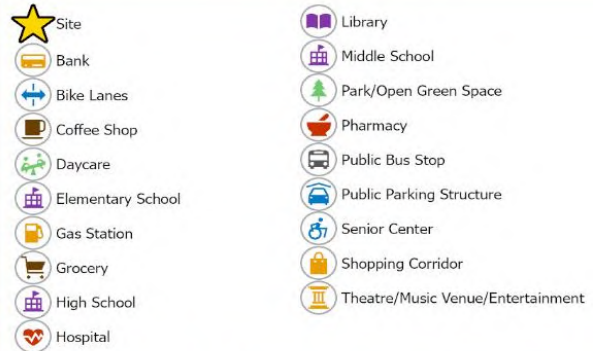 Site
Bank
Bike Lanes
Coffee Shop
Daycare
Elementary School
Gas Station
Grocery
High School
Hospital
Library
Middle School
Park/Open Green Space
Pharmacy
Public Bus Stop
Public Parking Structure
Senior Center
Shopping Corridor
Theatre/Music Venue/Entertainment